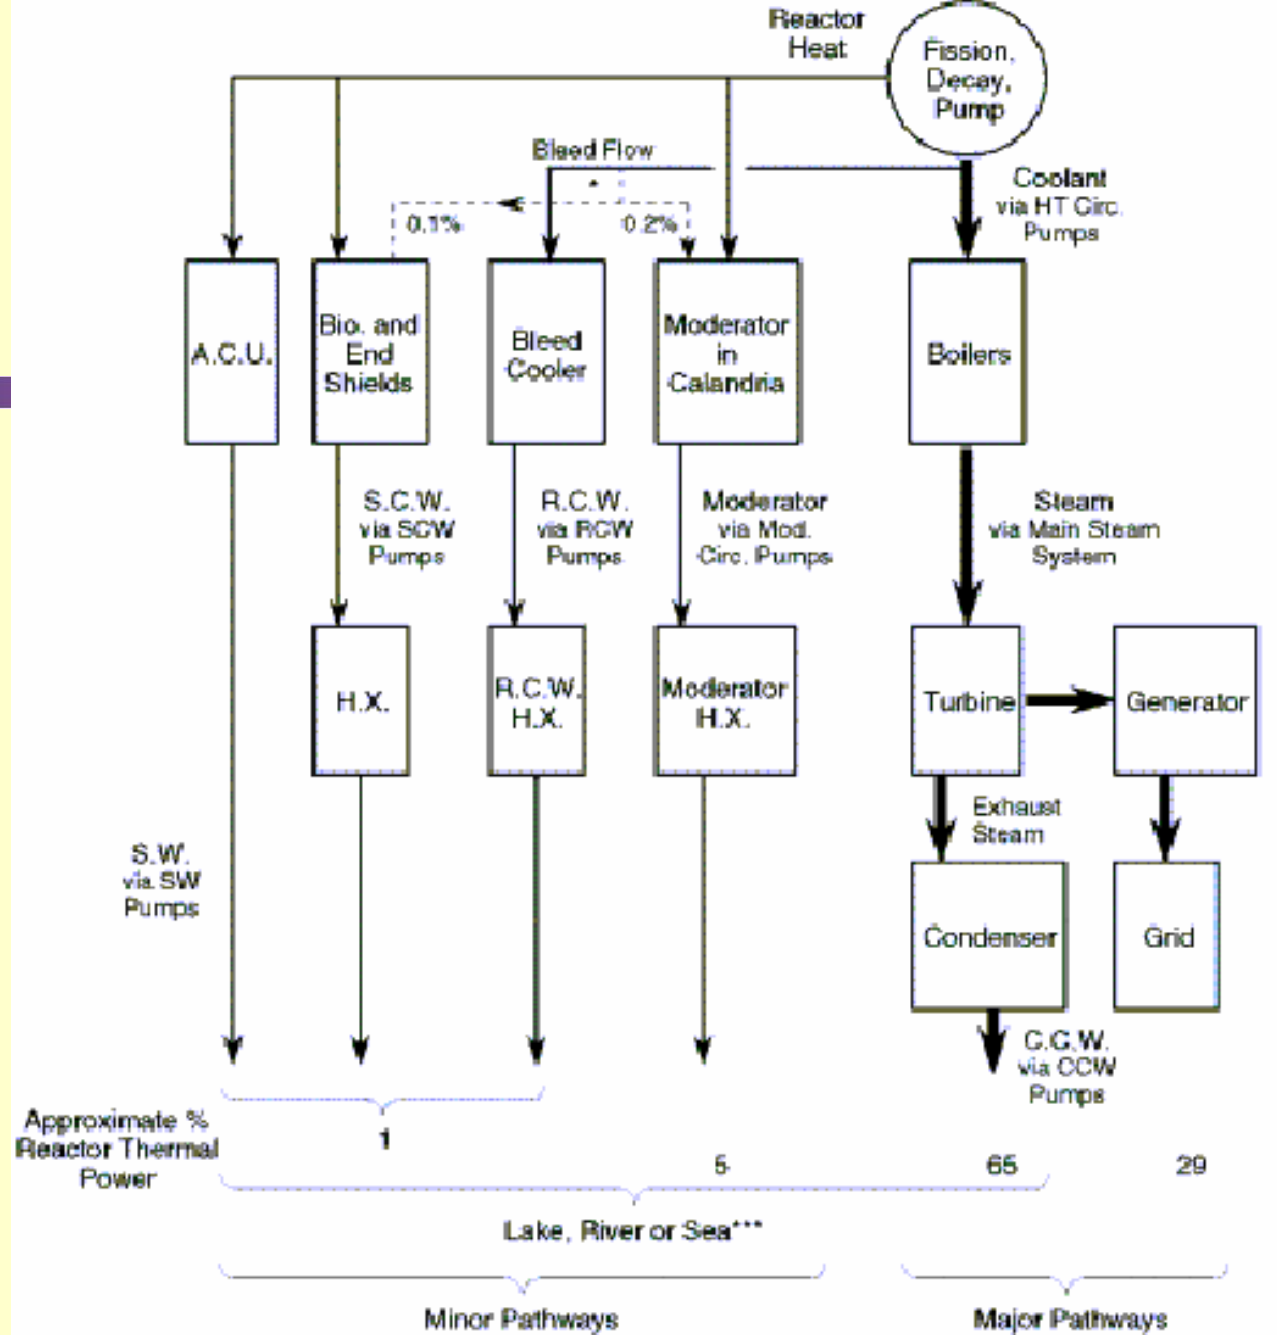 Reactor
Heat
Fission,
Decay,
Pump
Bleed Flow
*
0.1%
0.2%
Coolant
via HT Circ.
Pumps
A.C.U.
Bio. and
End
Shields
Bleed
Cooler
Moderator
in
Calandria
Boilers
S.C.W.
via SCW
Pumps
R.C.W.
via RCW
Pumps
Moderator
via Mod.
Circ. Pumps
Steam
via Main Steam
System
H.X.
R.C.W.
H.X.
Moderator
H.X.
Turbine
Generator
Exhaust
Steam
S.W.
via SW
Pumps
Condenser
Grid
C.C.W.
via CCW
Pumps
Approximate %
Reactor Thermal
Power
1
5
65
29
Lake, River or Sea***
Minor Pathways
Major Pathways